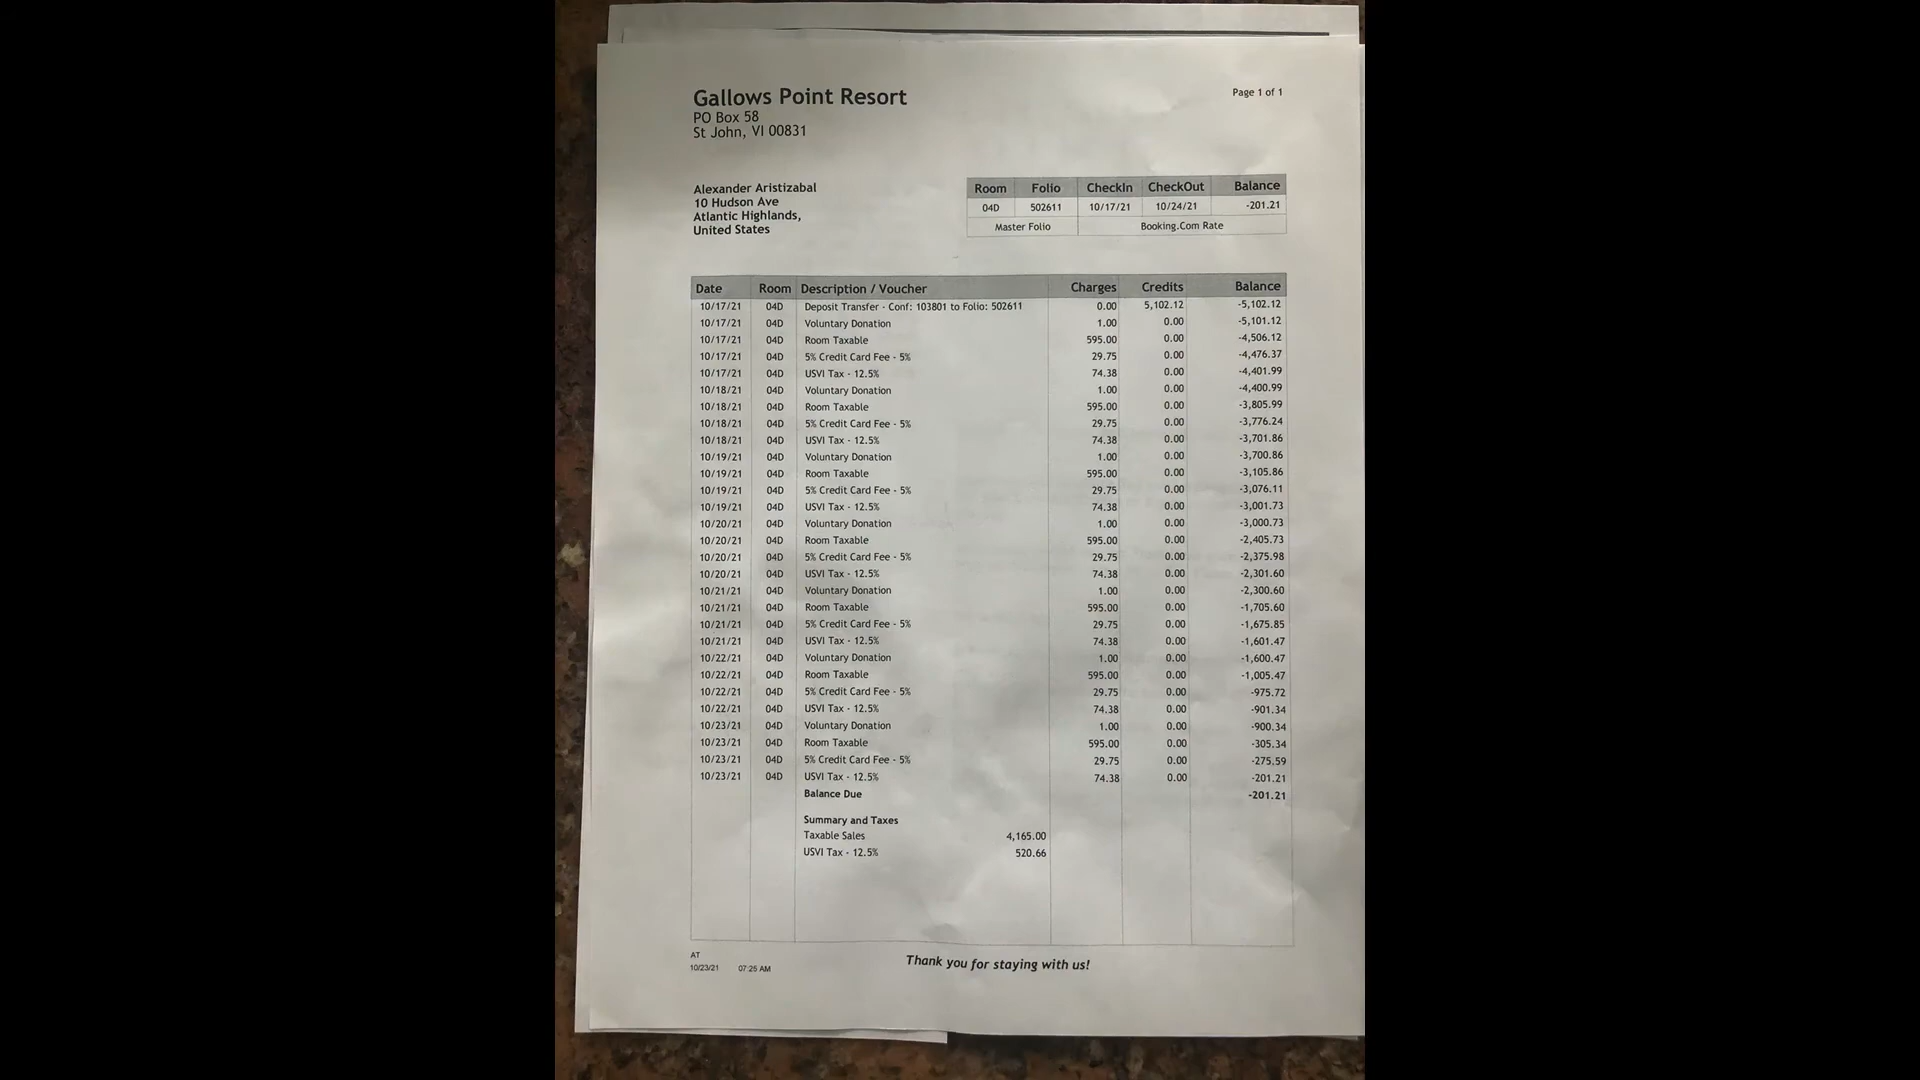 Gallows Point Resort
Page 1 of 1
PO Box 58
St John, VI 00831
Alexander Aristizabal
10 Hudson Ave
Atlantic Highlands,
United States
Room Folio CheckIn CheckOut Balance
04D 502611 10/17/21 10/24/21 -201.21
Master Folio Booking.Com Rate
Date Room Description / Voucher Charges Credits Balance
10/17/21 04D Deposit Transfer - Conf: 103801 to Folio: 502611 0.00 5,102.12 -5,102.12
10/17/21 04D Voluntary Donation 1.00 0.00 -5,101.12
10/17/21 04D Room Taxable 595.00 0.00 -4,506.12
10/17/21 04D 5% Credit Card Fee - 5% 29.75 0.00 -4,476.37
10/17/21 04D USVI Tax - 12.5% 74.38 0.00 -4,401.99
10/18/21 04D Voluntary Donation 1.00 0.00 -4,400.99
10/18/21 04D Room Taxable 595.00 0.00 -3,805.99
10/18/21 04D 5% Credit Card Fee - 5% 29.75 0.00 -3,776.24
10/18/21 04D USVI Tax - 12.5% 74.38 0.00 -3,701.86
10/19/21 04D Voluntary Donation 1.00 0.00 -3,700.86
10/19/21 04D Room Taxable 595.00 0.00 -3,105.86
10/19/21 04D 5% Credit Card Fee - 5% 29.75 0.00 -3,076.11
10/19/21 04D USVI Tax - 12.5% 74.38 0.00 -3,001.73
10/20/21 04D Voluntary Donation 1.00 0.00 -3,000.73
10/20/21 04D Room Taxable 595.00 0.00 -2,405.73
10/20/21 04D 5% Credit Card Fee - 5% 29.75 0.00 -2,375.98
10/20/21 04D USVI Tax - 12.5% 74.38 0.00 -2,301.60
10/21/21 04D Voluntary Donation 1.00 0.00 -2,300.60
10/21/21 04D Room Taxable 595.00 0.00 -1,705.60
10/21/21 04D 5% Credit Card Fee - 5% 29.75 0.00 -1,675.85
10/21/21 04D USVI Tax - 12.5% 74.38 0.00 -1,601.47
10/22/21 04D Voluntary Donation 1.00 0.00 -1,600.47
10/22/21 04D Room Taxable 595.00 0.00 -1,005.47
10/22/21 04D 5% Credit Card Fee - 5% 29.75 0.00 -975.72
10/22/21 04D USVI Tax - 12.5% 74.38 0.00 -901.34
10/23/21 04D Voluntary Donation 1.00 0.00 -900.34
10/23/21 04D Room Taxable 595.00 0.00 -305.34
10/23/21 04D 5% Credit Card Fee - 5% 29.75 0.00 -275.59
10/23/21 04D USVI Tax - 12.5% 74.38 0.00 -201.21
Balance Due -201.21
Summary and Taxes
Taxable Sales 4,165.00
USVI Tax - 12.5% 520.66
AT
10/23/21 07:25 AM
Thank you for staying with us!